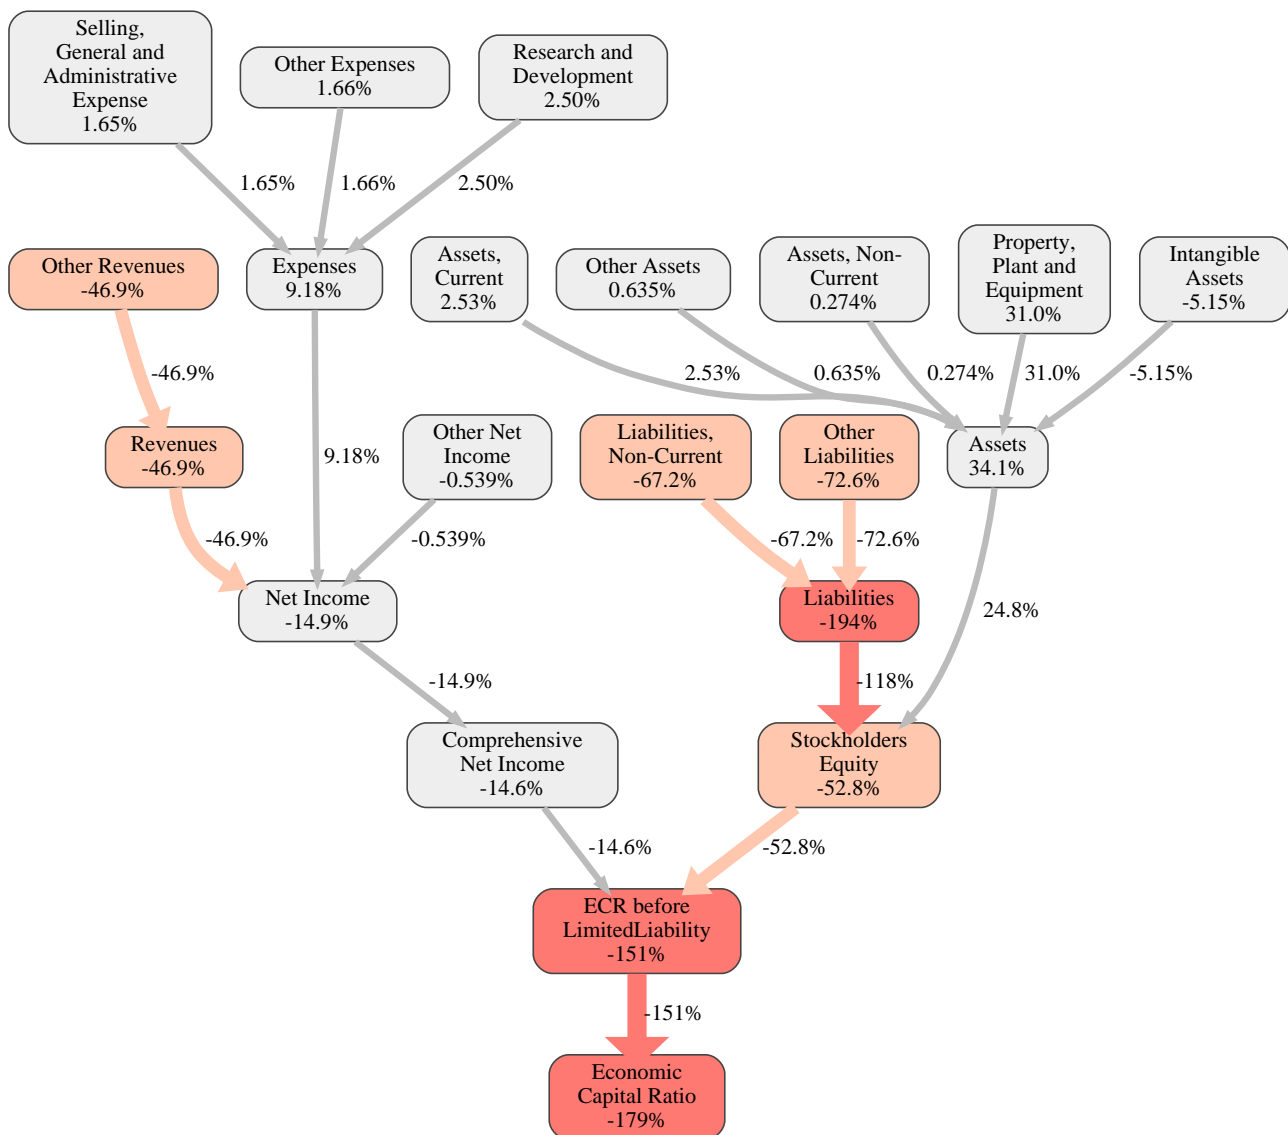 Selling,
General and
Administrative
Expense
1.65%
Other Expenses
1.66%
Research and
Development
2.50%
1.65%
1.66%
2.50%
Other Revenues
-46.9%
Expenses
9.18%
Assets,
Current
2.53%
Other Assets
0.635%
Assets, Non-
Current
0.274%
Property,
Plant and
Equipment
31.0%
Intangible
Assets
-5.15%
-46.9%
2.53%
0.635%
0.274%
31.0%
-5.15%
Revenues
-46.9%
9.18%
Other Net
Income
-0.539%
Liabilities,
Non-Current
-67.2%
Other
Liabilities
-72.6%
Assets
34.1%
-46.9%
-0.539%
-67.2%
-72.6%
Net Income
-14.9%
Liabilities
-194%
24.8%
-14.9%
-118%
Comprehensive
Net Income
-14.6%
Stockholders
Equity
-52.8%
-14.6%
-52.8%
ECR before
LimitedLiability
-151%
-151%
Economic
Capital Ratio
-179%